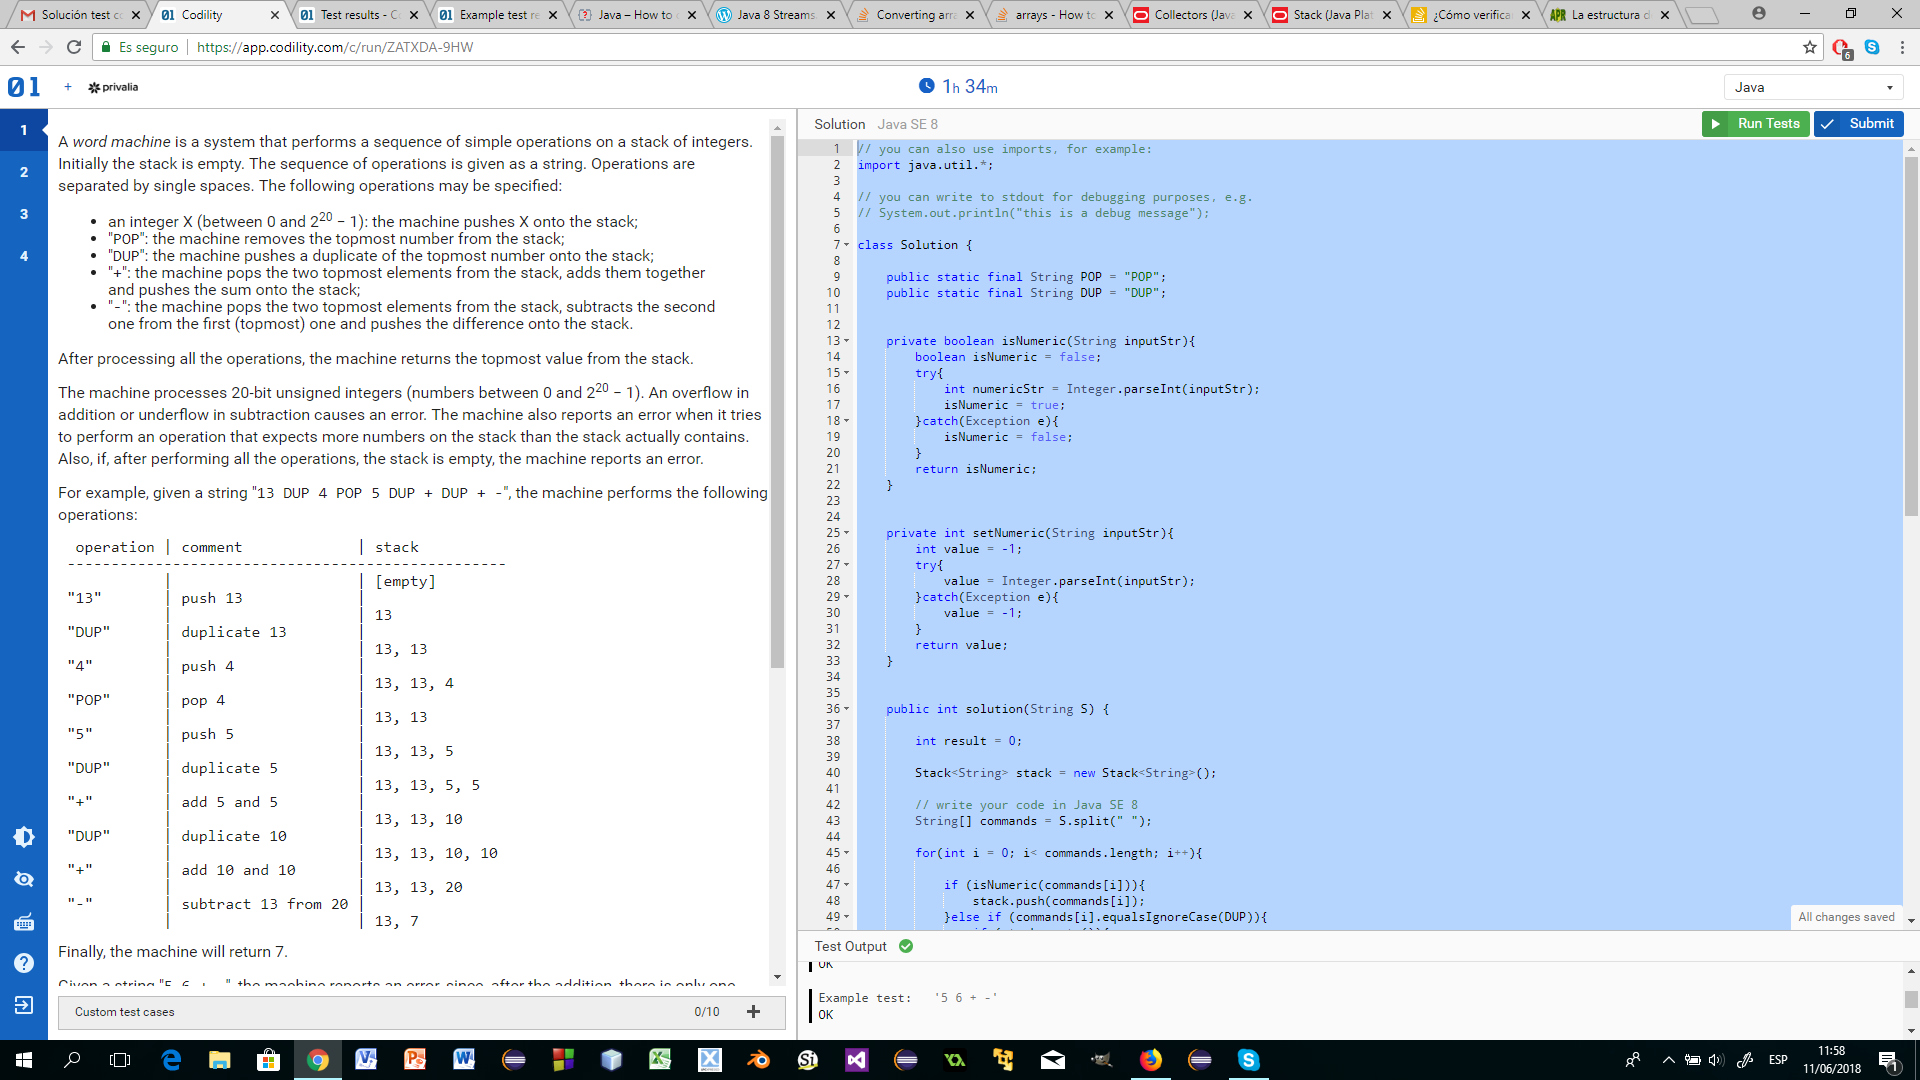 Solución test co
Codility
Test results - Co
Example test re
Java – How to c
Java 8 Streams.
Converting arra
arrays - How to
Collectors (Java
Stack (Java Plat
¿Cómo verifica
La estructura d
Es seguro
https://app.codility.com/c/run/ZATXDA-9HW
6
01 + privalia
1h 34m
Java
1
2
3
4
A word machine is a system that performs a sequence of simple operations on a stack of integers.
Initially the stack is empty. The sequence of operations is given as a string. Operations are
separated by single spaces. The following operations may be specified:
• an integer X (between 0 and 2^20 − 1): the machine pushes X onto the stack;
• "POP": the machine removes the topmost number from the stack;
• "DUP": the machine pushes a duplicate of the topmost number onto the stack;
• "+": the machine pops the two topmost elements from the stack, adds them together
and pushes the sum onto the stack;
• "-": the machine pops the two topmost elements from the stack, subtracts the second
one from the first (topmost) one and pushes the difference onto the stack.
After processing all the operations, the machine returns the topmost value from the stack.
The machine processes 20-bit unsigned integers (numbers between 0 and 2^20 − 1). An overflow in
addition or underflow in subtraction causes an error. The machine also reports an error when it tries
to perform an operation that expects more numbers on the stack than the stack actually contains.
Also, if, after performing all the operations, the stack is empty, the machine reports an error.
For example, given a string "13 DUP 4 POP 5 DUP + DUP + -", the machine performs the following
operations:
operation | comment | stack
---------------------------------------------------
| | [empty]
"13" | push 13 |
| | 13
"DUP" | duplicate 13 |
| | 13, 13
"4" | push 4 |
| | 13, 13, 4
"POP" | pop 4 |
| | 13, 13
"5" | push 5 |
| | 13, 13, 5
"DUP" | duplicate 5 |
| | 13, 13, 5, 5
"+" | add 5 and 5 |
| | 13, 13, 10
"DUP" | duplicate 10 |
| | 13, 13, 10, 10
"+" | add 10 and 10 |
| | 13, 13, 20
"-" | subtract 13 from 20 |
| | 13, 7
Finally, the machine will return 7.
Given a string "5 6 + -", the machine reports an error, since, after the addition, there is only one
Custom test cases 0/10 +
Solution Java SE 8
Run Tests
Submit
1 // you can also use imports, for example:
2 import java.util.*;
3
4 // you can write to stdout for debugging purposes, e.g.
5 // System.out.println("this is a debug message");
6
7 class Solution {
8
9 public static final String POP = "POP";
10 public static final String DUP = "DUP";
11
12
13 private boolean isNumeric(String inputStr){
14 boolean isNumeric = false;
15 try{
16 int numericStr = Integer.parseInt(inputStr);
17 isNumeric = true;
18 }catch(Exception e){
19 isNumeric = false;
20 }
21 return isNumeric;
22 }
23
24
25 private int setNumeric(String inputStr){
26 int value = -1;
27 try{
28 value = Integer.parseInt(inputStr);
29 }catch(Exception e){
30 value = -1;
31 }
32 return value;
33 }
34
35
36 public int solution(String S) {
37
38 int result = 0;
39
40 Stack<String> stack = new Stack<String>();
41
42 // write your code in Java SE 8
43 String[] commands = S.split(" ");
44
45 for(int i = 0; i< commands.length; i++){
46
47 if (isNumeric(commands[i])){
48 stack.push(commands[i]);
49 }else if (commands[i].equalsIgnoreCase(DUP)){
All changes saved
Test Output
OK
Example test: '5 6 + -'
OK
ESP
11:58
11/06/2018
1